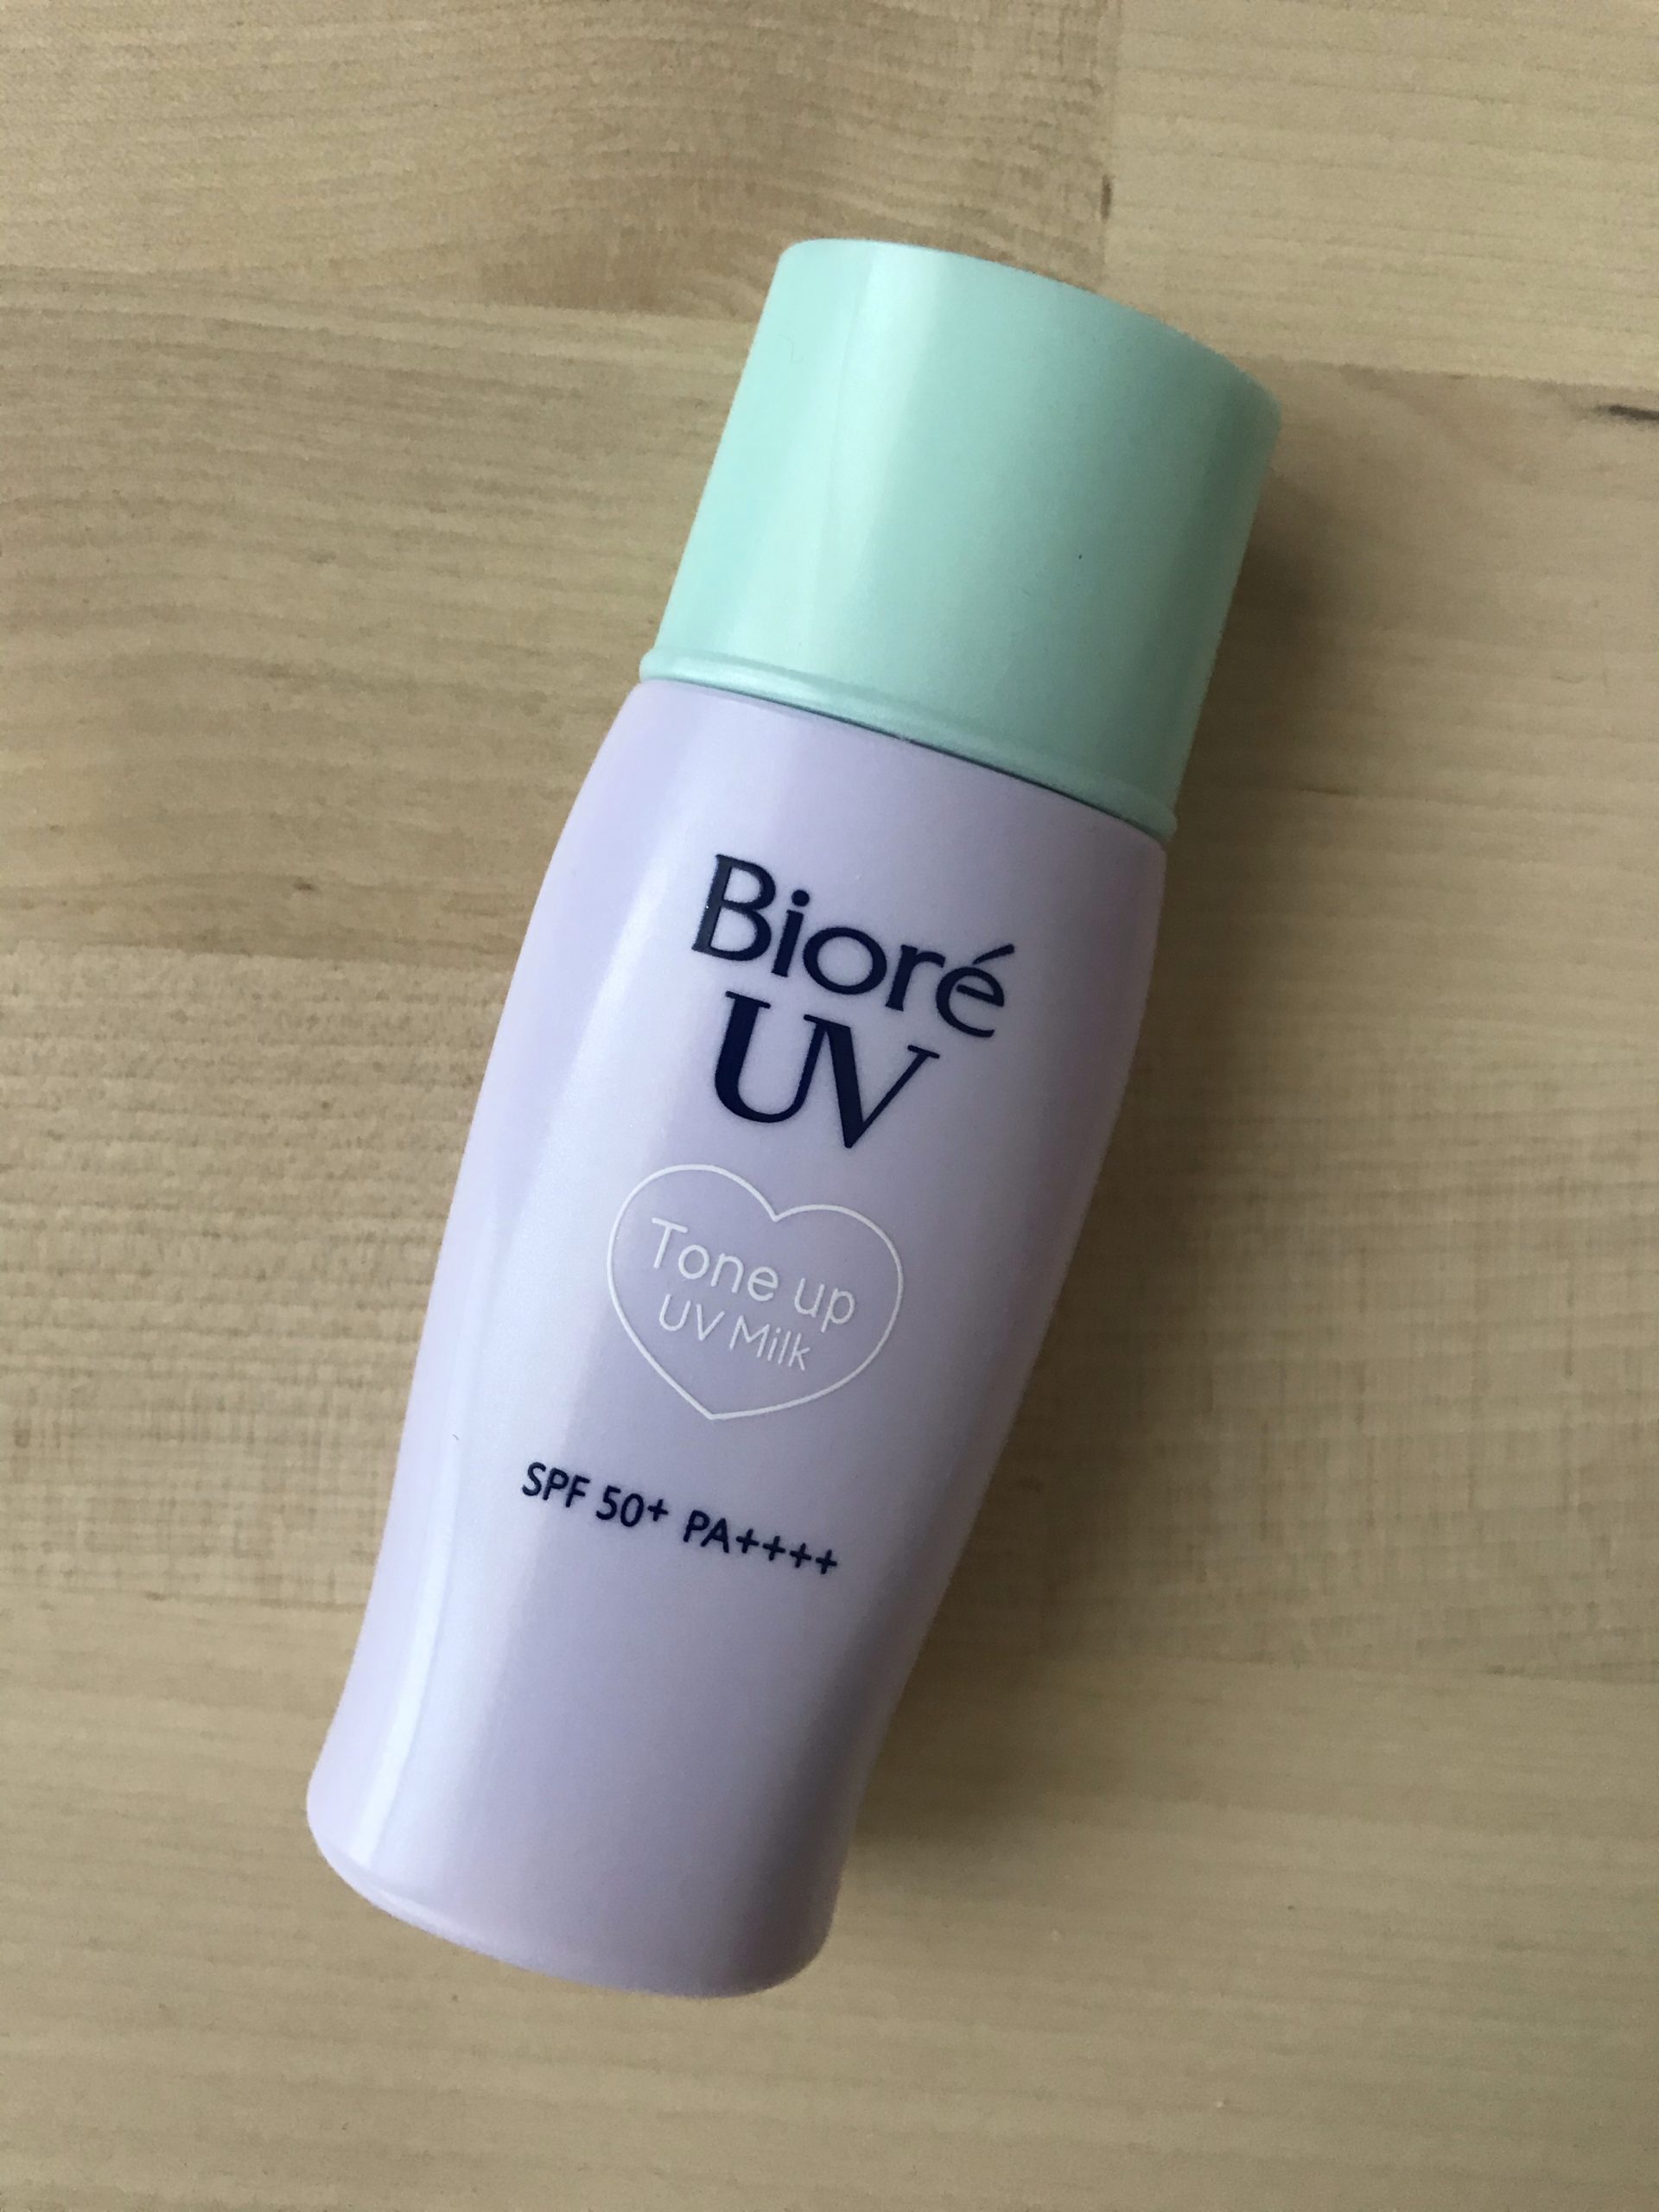 Bioré
UV
Tone up
UV Milk
SPF 50+ PA++++